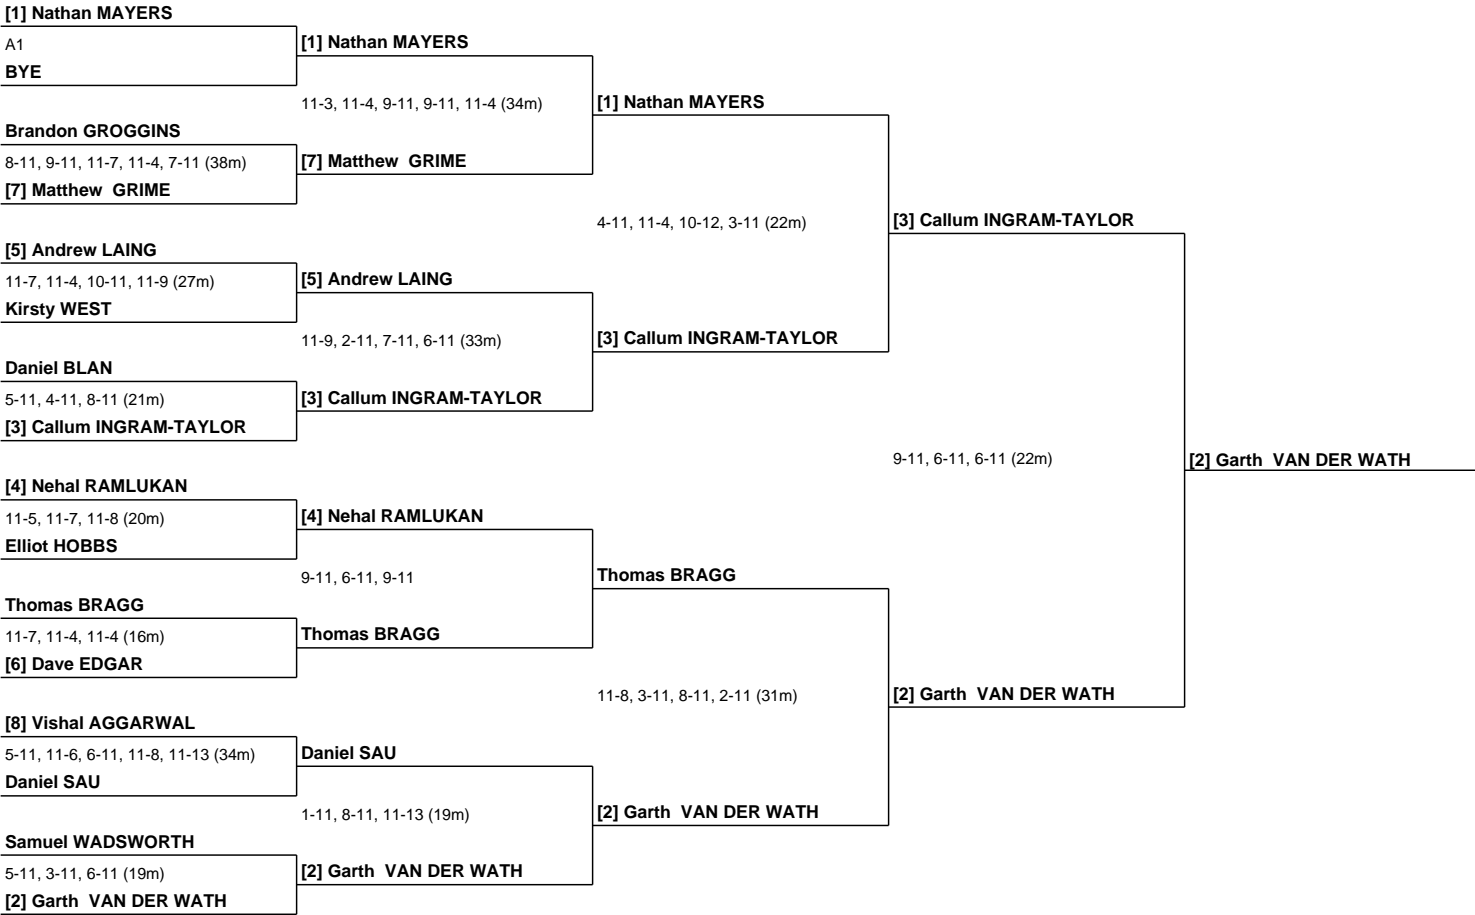 [1] Nathan MAYERS
A1
BYE
Brandon GROGGINS
8-11, 9-11, 11-7, 11-4, 7-11 (38m)
[7] Matthew  GRIME
[5] Andrew LAING
11-7, 11-4, 10-11, 11-9 (27m)
Kirsty WEST
Daniel BLAN
5-11, 4-11, 8-11 (21m)
[3] Callum INGRAM-TAYLOR
[4] Nehal RAMLUKAN
11-5, 11-7, 11-8 (20m)
Elliot HOBBS
Thomas BRAGG
11-7, 11-4, 11-4 (16m)
[6] Dave EDGAR
[8] Vishal AGGARWAL
5-11, 11-6, 6-11, 11-8, 11-13 (34m)
Daniel SAU
Samuel WADSWORTH
5-11, 3-11, 6-11 (19m)
[2] Garth  VAN DER WATH
[1] Nathan MAYERS
11-3, 11-4, 9-11, 9-11, 11-4 (34m)
[7] Matthew  GRIME
[5] Andrew LAING
11-9, 2-11, 7-11, 6-11 (33m)
[3] Callum INGRAM-TAYLOR
[4] Nehal RAMLUKAN
9-11, 6-11, 9-11
Thomas BRAGG
Daniel SAU
1-11, 8-11, 11-13 (19m)
[2] Garth  VAN DER WATH
[1] Nathan MAYERS
4-11, 11-4, 10-12, 3-11 (22m)
[3] Callum INGRAM-TAYLOR
Thomas BRAGG
11-8, 3-11, 8-11, 2-11 (31m)
[2] Garth  VAN DER WATH
[3] Callum INGRAM-TAYLOR
9-11, 6-11, 6-11 (22m)
[2] Garth  VAN DER WATH
[2] Garth  VAN DER WATH